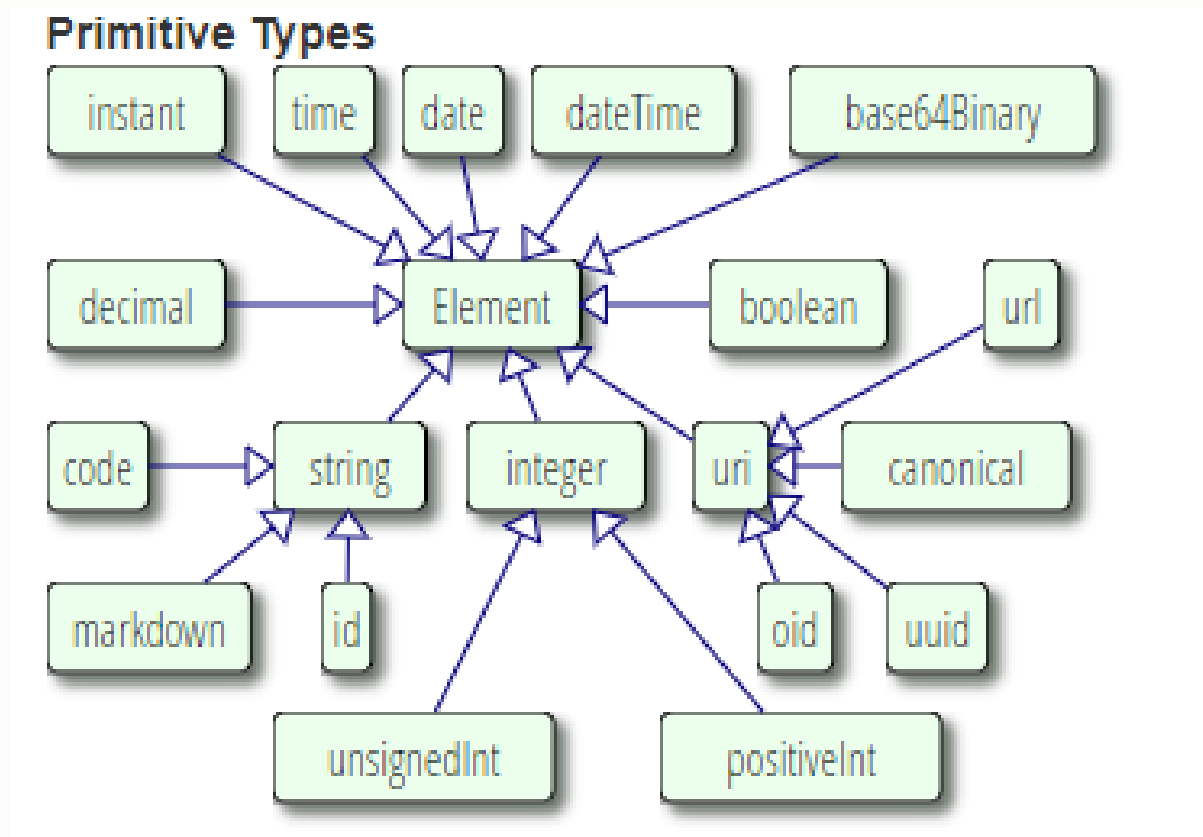 Primitive Types
instant
time
date
dateTime
base64Binary
decimal
Element
boolean
url
code
string
integer
uri
canonical
markdown
id
oid
uuid
unsignedInt
positiveInt